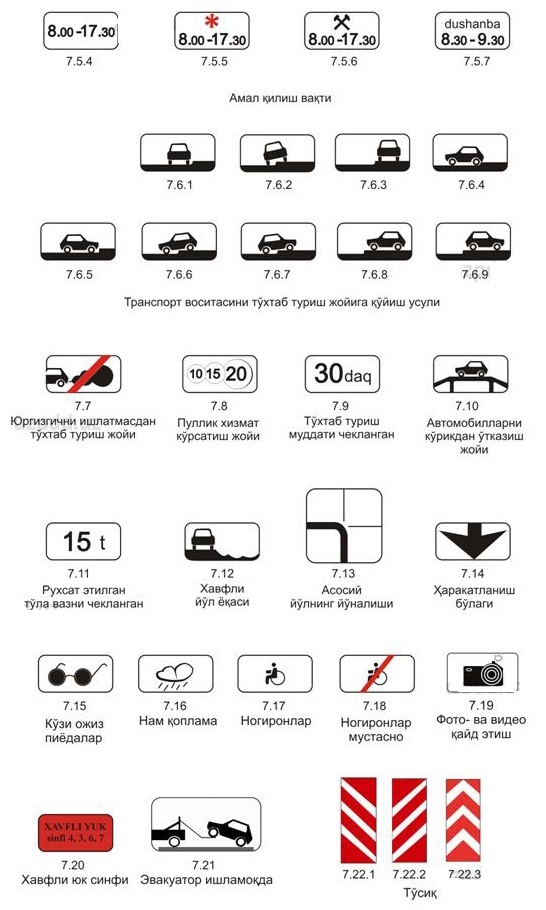 8.00-17.30 8.00-17.30 8.00-17.30 dushanba
8.30-9.30
7.5.4 7.5.5 7.5.6 7.5.7
Амал қилиш вақти
7.6.1 7.6.2 7.6.3 7.6.4
7.6.5 7.6.6 7.6.7 7.6.8 7.6.9
Транспорт воситасини тўхтаб туриш жойига қўйиш усули
10 15 20 30 daq
7.7 7.8 7.9 7.10
Юргизгични ишлатмасдан
тўхтаб туриш жойи
Пуллик хизмат
кўрсатиш жойи
Тўхтаб туриш
муддати чекланган
Автомобилларни
кўрикдан ўтказиш
жойи
15 t
7.11 7.12 7.13 7.14
Рухсат этилган
тўла вазни чекланган
Хавфли
йўл ёқаси
Асосий
йўлнинг йўналиши
Ҳаракатланиш
бўлаги
7.15 7.16 7.17 7.18 7.19
Кўзи ожиз
пиёдалар
Нам қоплама
Ногиронлар
Ногиронлар
мустасно
Фото- ва видео
қайд этиш
XAVFLI YUK
sinfi 4, 3, 6, 7
7.20 7.21
Хавфли юк синфи
Эвакуатор ишламоқда
7.22.1 7.22.2 7.22.3
Тўсиқ